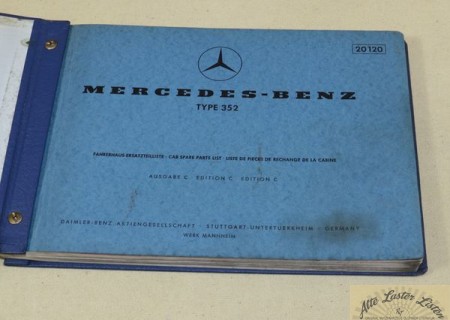 20120
MERCEDES-BENZ
TYPE 352
FAHRERHAUS-ERSATZTEILLISTE - CAB SPARE PARTS LIST - LISTE DE PIECES DE RECHANGE DE LA CABINE
AUSGABE C EDITION C EDITION C
DAIMLER-BENZ AKTIENGESELLSCHAFT - STUTTGART-UNTERTÜRKHEIM - GERMANY
WERK MANNHEIM
Alte Laster Listen